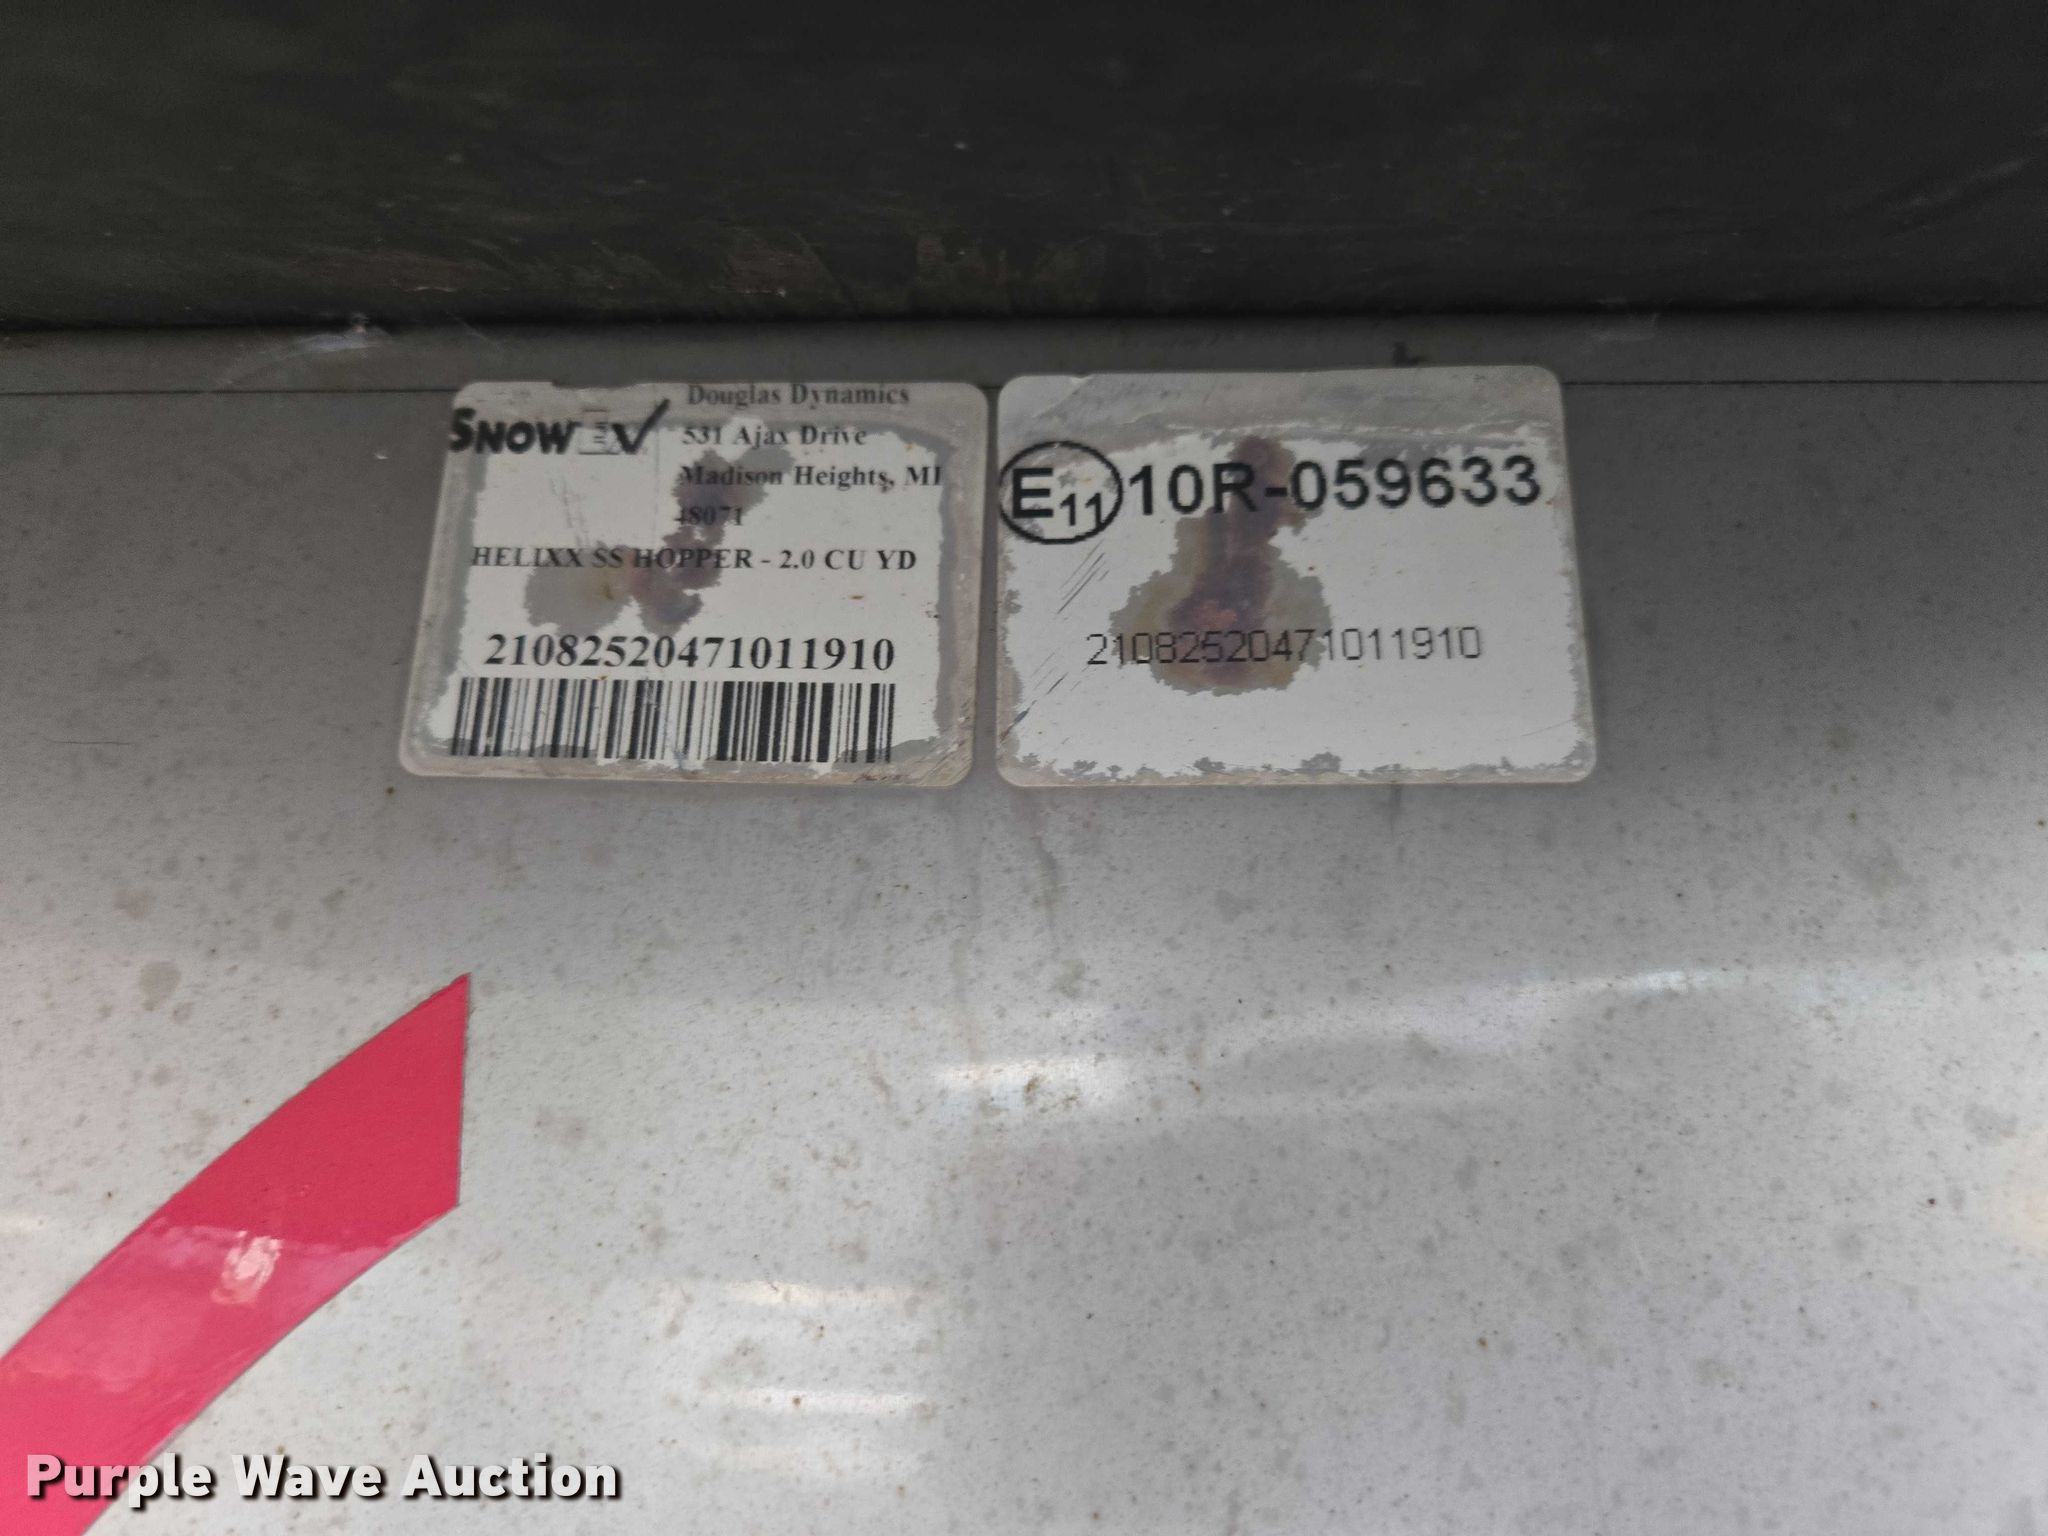 SNOWEX
Douglas Dynamics
531 Ajax Drive
Madison Heights, MI
48071
HELIXX SS HOPPER - 2.0 CU YD
21082520471011910
E11 10R-059633
21082520471011910
Purple Wave Auction